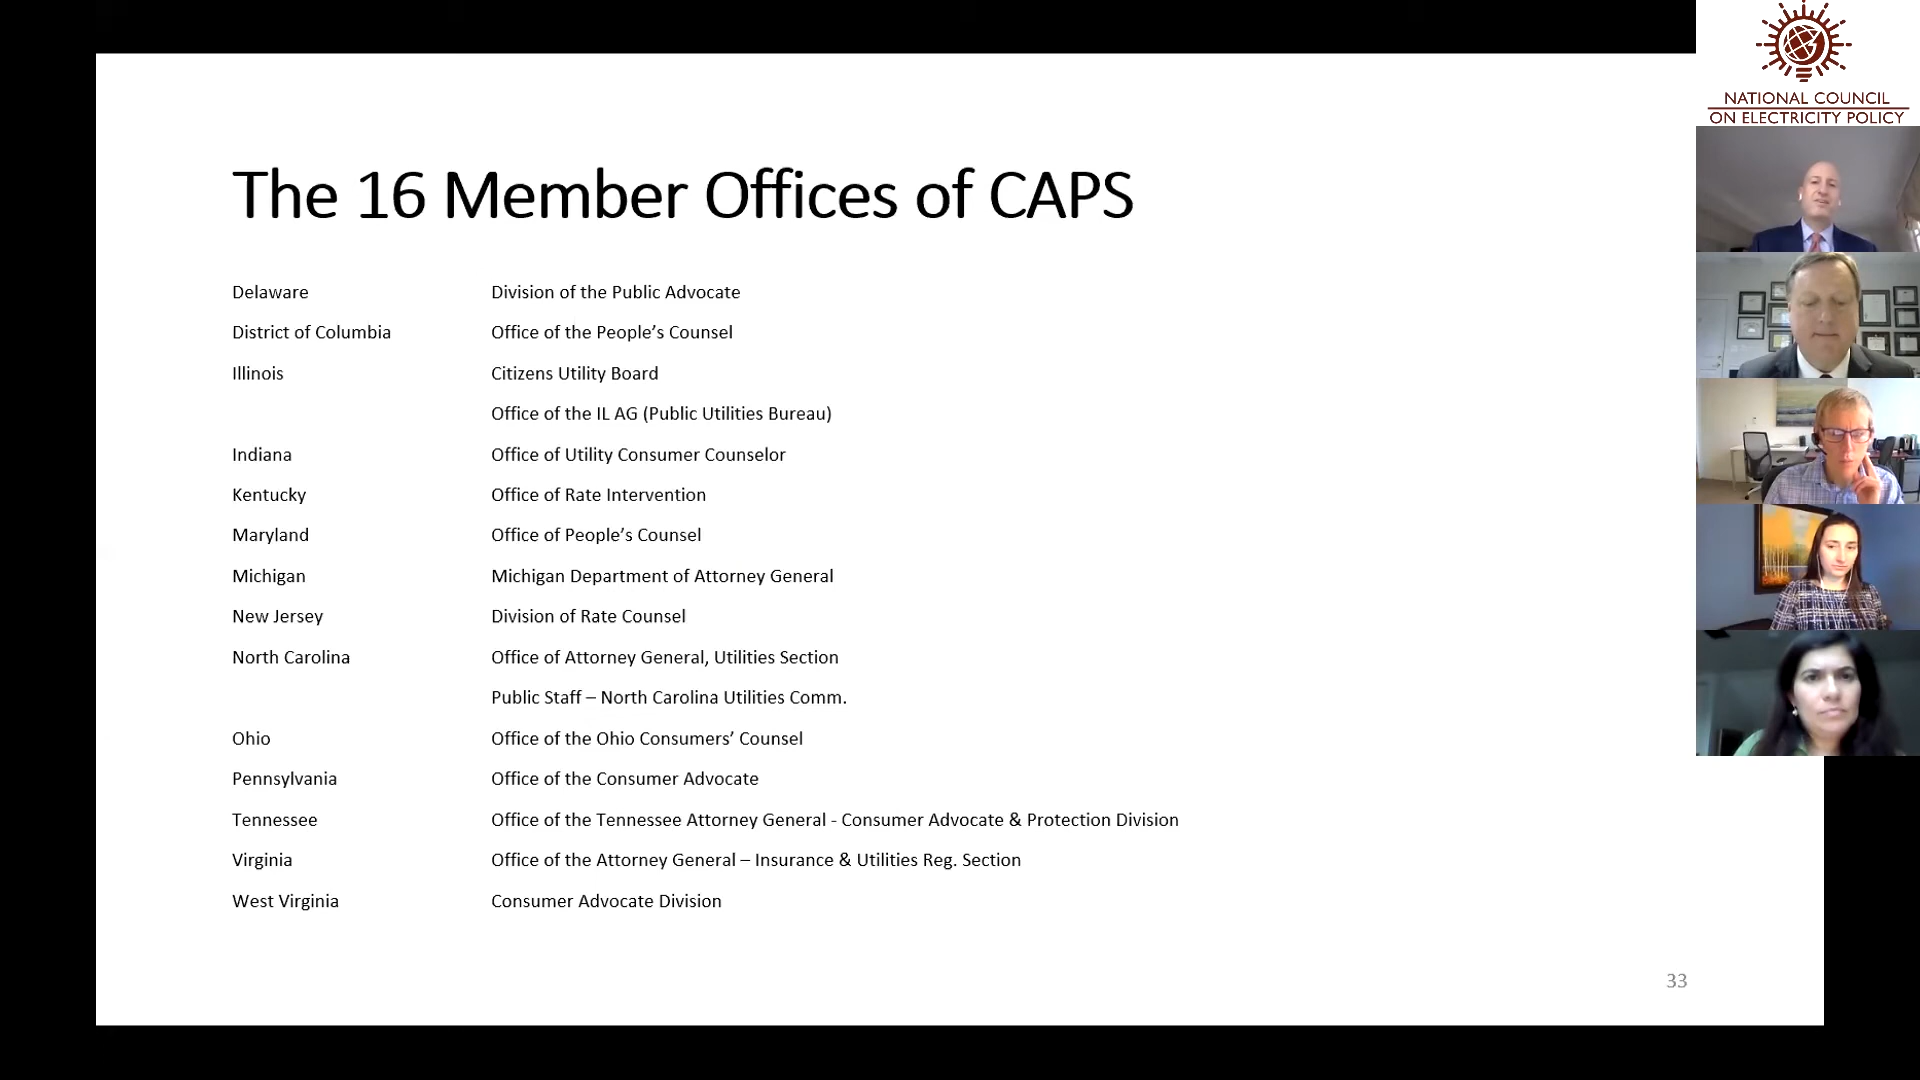 NATIONAL COUNCIL
ON ELECTRICITY POLICY
The 16 Member Offices of CAPS
Delaware Division of the Public Advocate
District of Columbia Office of the People’s Counsel
Illinois Citizens Utility Board
Office of the IL AG (Public Utilities Bureau)
Indiana Office of Utility Consumer Counselor
Kentucky Office of Rate Intervention
Maryland Office of People’s Counsel
Michigan Michigan Department of Attorney General
New Jersey Division of Rate Counsel
North Carolina Office of Attorney General, Utilities Section
Public Staff – North Carolina Utilities Comm.
Ohio Office of the Ohio Consumers’ Counsel
Pennsylvania Office of the Consumer Advocate
Tennessee Office of the Tennessee Attorney General - Consumer Advocate & Protection Division
Virginia Office of the Attorney General – Insurance & Utilities Reg. Section
West Virginia Consumer Advocate Division
33